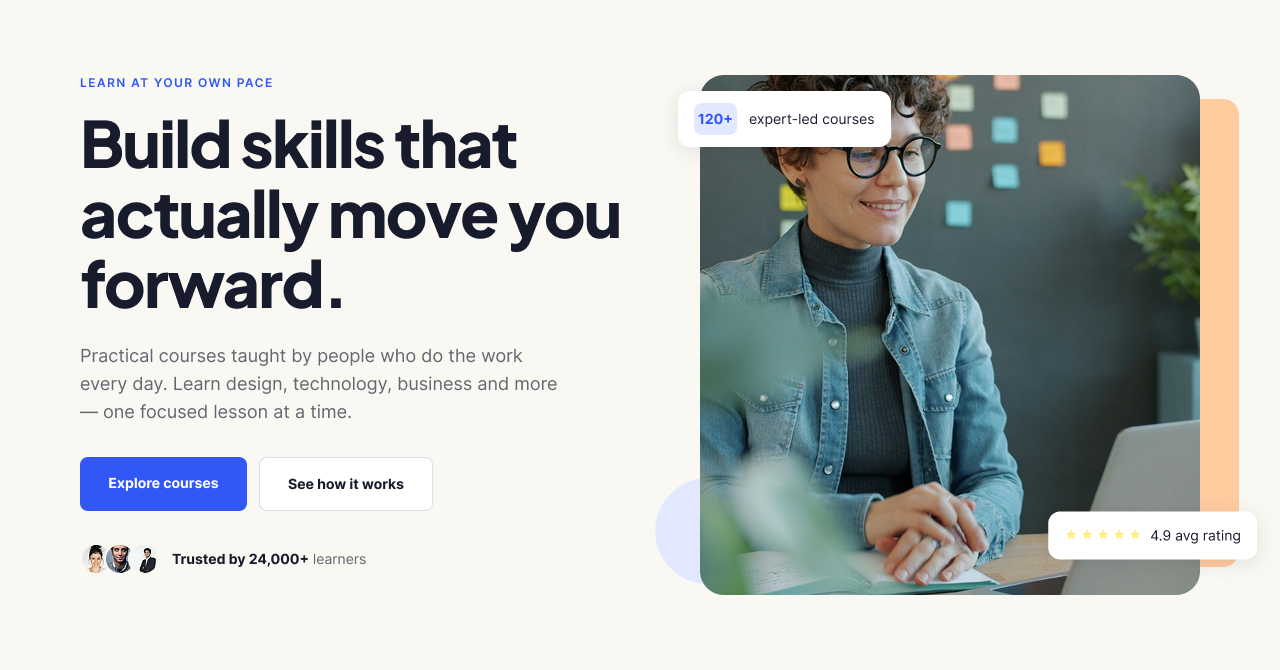 LEARN AT YOUR OWN PACE
Build skills that
actually move you
forward.
Practical courses taught by people who do the work
every day. Learn design, technology, business and more
— one focused lesson at a time.
Explore courses
See how it works
Trusted by 24,000+ learners
120+ expert-led courses
4.9 avg rating